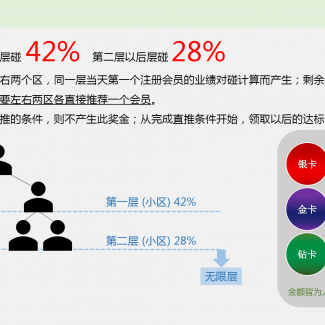 层碰 42% 第二层以后层碰 28%
右两个区，同一层当天第一个注册会员的业绩对碰计算而产生；剩余
要左右两区各直接推荐一个会员。
推的条件，则不产生此奖金；从完成直推条件开始，领取以后的达标
银卡
第一层 (小区) 42%
金卡
第二层 (小区) 28%
钻卡
无限层
金额皆为